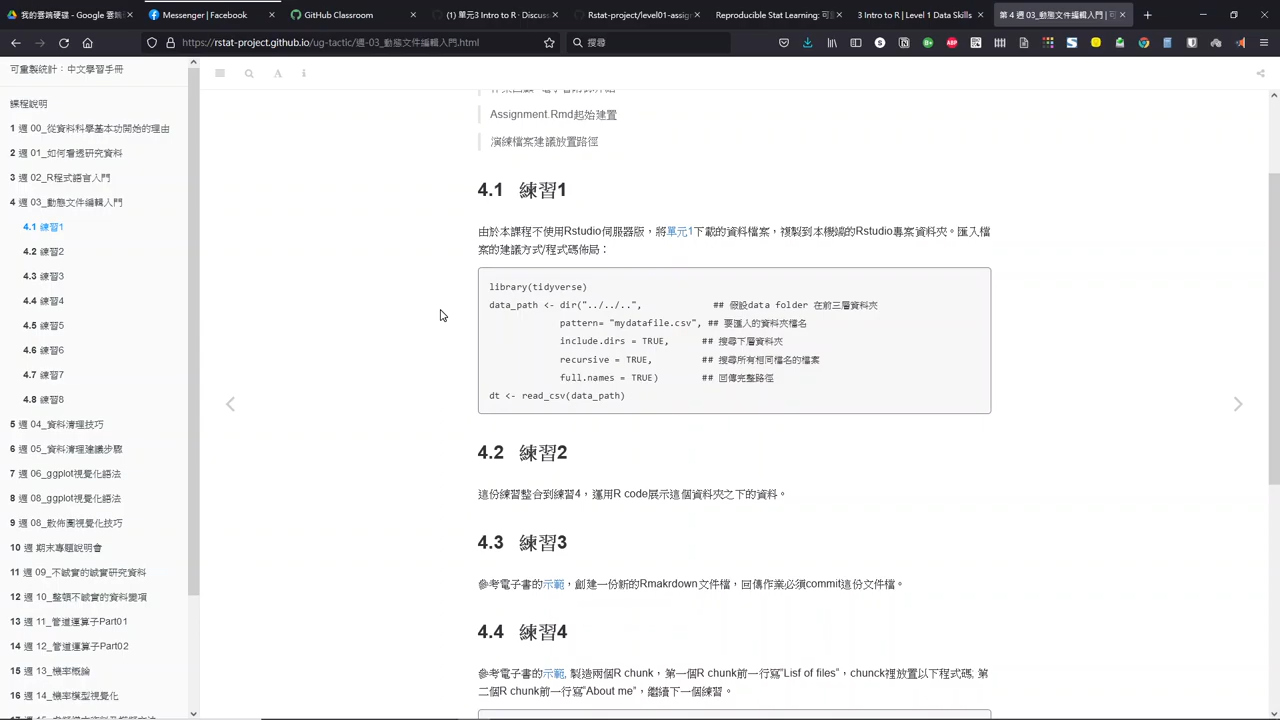 我的雲端硬碟 - Google 雲端
Messenger | Facebook
GitHub Classroom
(1) 單元3 Intro to R · Discuss
Rstat-project/level01-assign
Reproducible Stat Learning: 可
3 Intro to R | Level 1 Data Skills
第 4 週 03_動態文件編輯入門 | 可
https://rstat-project.github.io/ug-tactic/週-03_動態文件編輯入門.html
搜尋
可重製統計：中文學習手冊
課程說明
1 週 00_從資料科學基本功開始的理由
2 週 01_如何看透研究資料
3 週 02_R程式語言入門
4 週 03_動態文件編輯入門
4.1 練習1
4.2 練習2
4.3 練習3
4.4 練習4
4.5 練習5
4.6 練習6
4.7 練習7
4.8 練習8
5 週 04_資料清理技巧
6 週 05_資料清理建議步驟
7 週 06_ggplot視覺化語法
8 週 08_ggplot視覺化語法
9 週 08_散佈圖視覺化技巧
10 週 期末專題說明會
11 週 09_不誠實的誠實研究資料
12 週 10_整頓不誠實的資料變項
13 週 11_管道運算子Part01
14 週 12_管道運算子Part02
15 週 13_機率概論
16 週 14_機率模型視覺化
Assignment.Rmd起始建置
演練檔案建議放置路徑
4.1 練習1
由於本課程不使用Rstudio伺服器版，將單元1下載的資料檔案，複製到本機端的Rstudio專案資料夾。匯入檔
案的建議方式/程式碼佈局：
library(tidyverse)
data_path <- dir("../../..", ## 假設data folder 在前三層資料夾
pattern= "mydatafile.csv", ## 要匯入的資料夾檔名
include.dirs = TRUE, ## 搜尋下層資料夾
recursive = TRUE, ## 搜尋所有相同檔名的檔案
full.names = TRUE) ## 回傳完整路徑
dt <- read_csv(data_path)
4.2 練習2
這份練習整合到練習4，運用R code展示這個資料夾之下的資料。
4.3 練習3
參考電子書的示範，創建一份新的Rmakrdown文件檔，回傳作業必須commit這份文件檔。
4.4 練習4
參考電子書的示範, 製造兩個R chunk，第一個R chunk前一行寫“Lisf of files“，chunck裡放置以下程式碼; 第
二個R chunk前一行寫“About me“，繼續下一個練習。